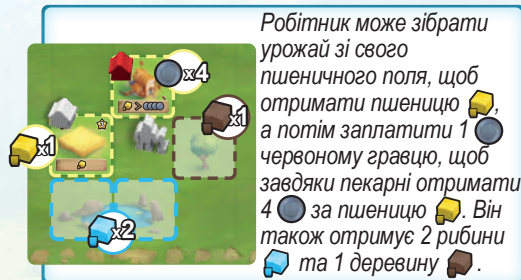 Робітник може зібрати
урожай зі свого
пшеничного поля, щоб
отримати пшеницю ,
а потім заплатити 1
червоному гравцю, щоб
завдяки пекарні отримати
4 за пшеницю . Він
також отримує 2 рибини
та 1 деревину .
x4
x1
x1
x2